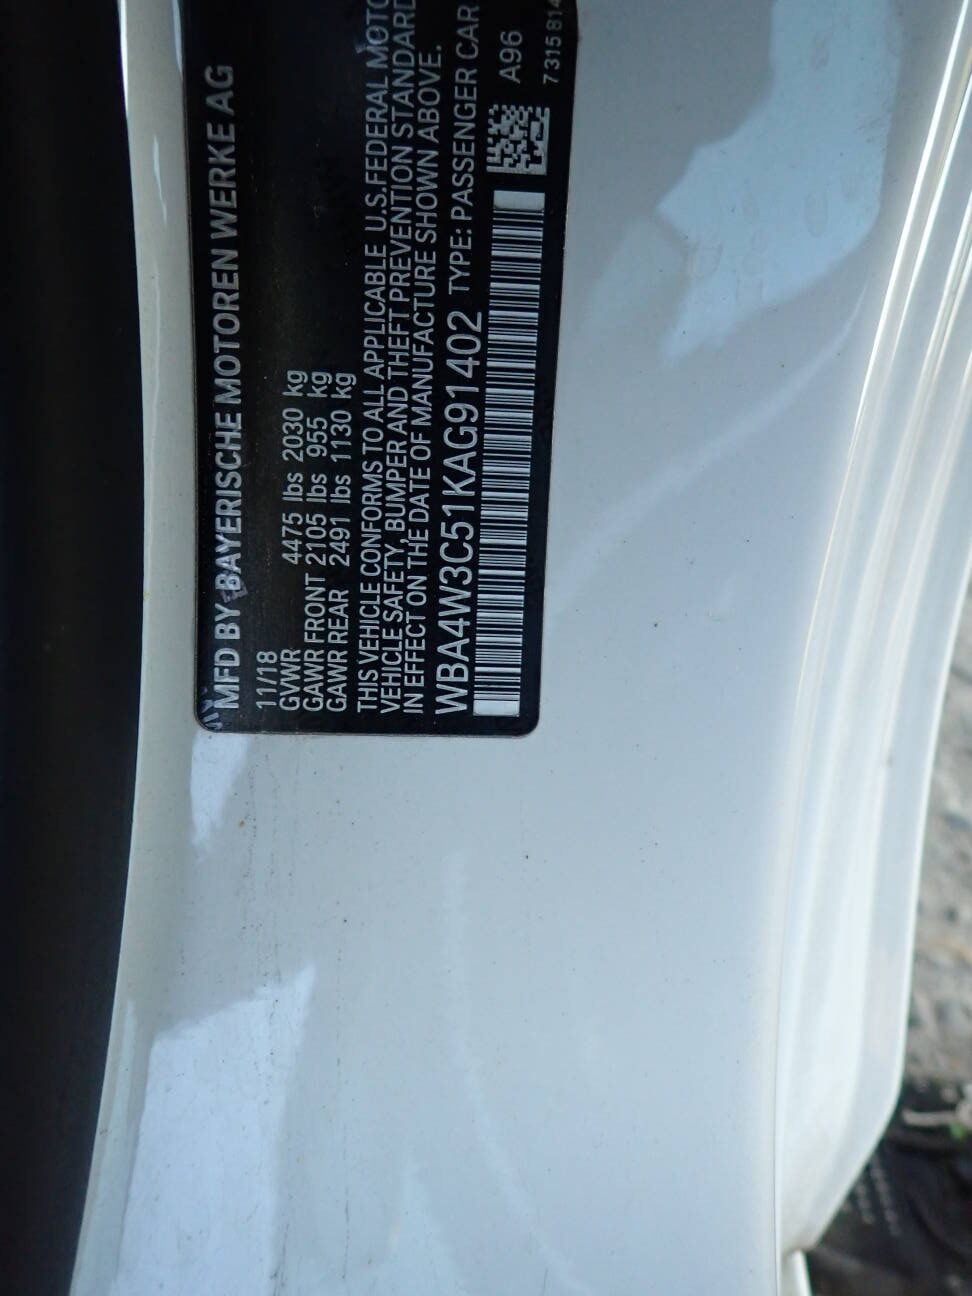 MFD BY BAYERISCHE MOTOREN WERKE AG
11/18
GVWR 4475 lbs 2030 kg
GAWR FRONT 2105 lbs 955 kg
GAWR REAR 2491 lbs 1130 kg
THIS VEHICLE CONFORMS TO ALL APPLICABLE U.S. FEDERAL MOTO
VEHICLE SAFETY, BUMPER AND THEFT PREVENTION STANDARD
IN EFFECT ON THE DATE OF MANUFACTURE SHOWN ABOVE.
WBA4W3C51KAG91402 TYPE: PASSENGER CAR
A96
7315814